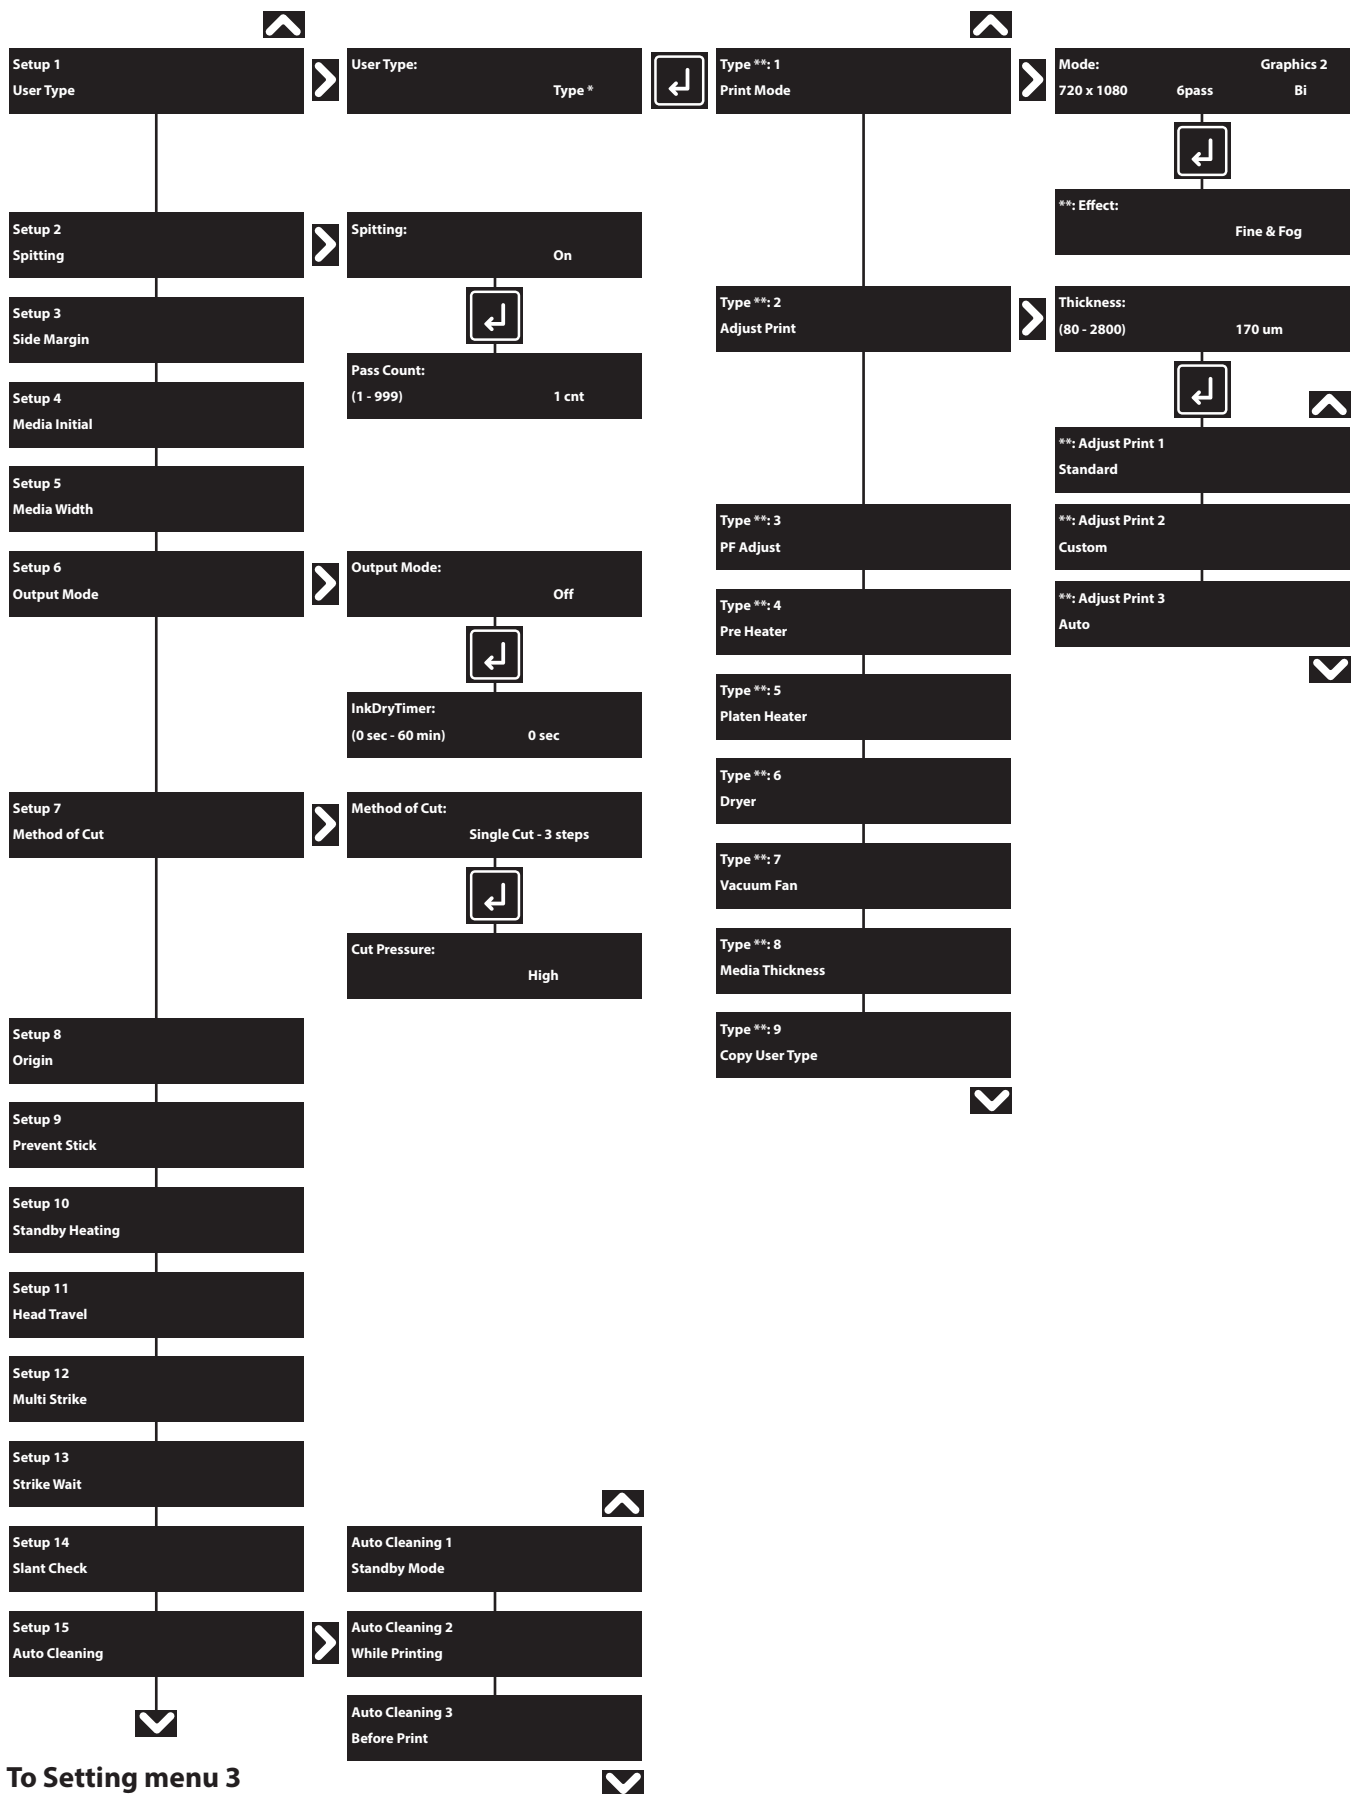 Setup 1
User Type
User Type:
Type *
Type **: 1
Print Mode
Mode: Graphics 2
720 x 1080 6pass Bi
**: Effect:
Fine & Fog
Setup 2
Spitting
Spitting:
On
Pass Count:
(1 - 999) 1 cnt
Setup 3
Side Margin
Setup 4
Media Initial
Setup 5
Media Width
Type **: 2
Adjust Print
Thickness:
(80 - 2800) 170 um
**: Adjust Print 1
Standard
**: Adjust Print 2
Custom
**: Adjust Print 3
Auto
Type **: 3
PF Adjust
Type **: 4
Pre Heater
Type **: 5
Platen Heater
Type **: 6
Dryer
Type **: 7
Vacuum Fan
Type **: 8
Media Thickness
Type **: 9
Copy User Type
Setup 6
Output Mode
Output Mode:
Off
InkDryTimer:
(0 sec - 60 min) 0 sec
Setup 7
Method of Cut
Method of Cut:
Single Cut - 3 steps
Cut Pressure:
High
Setup 8
Origin
Setup 9
Prevent Stick
Setup 10
Standby Heating
Setup 11
Head Travel
Setup 12
Multi Strike
Setup 13
Strike Wait
Setup 14
Slant Check
Setup 15
Auto Cleaning
Auto Cleaning 1
Standby Mode
Auto Cleaning 2
While Printing
Auto Cleaning 3
Before Print
To Setting menu 3